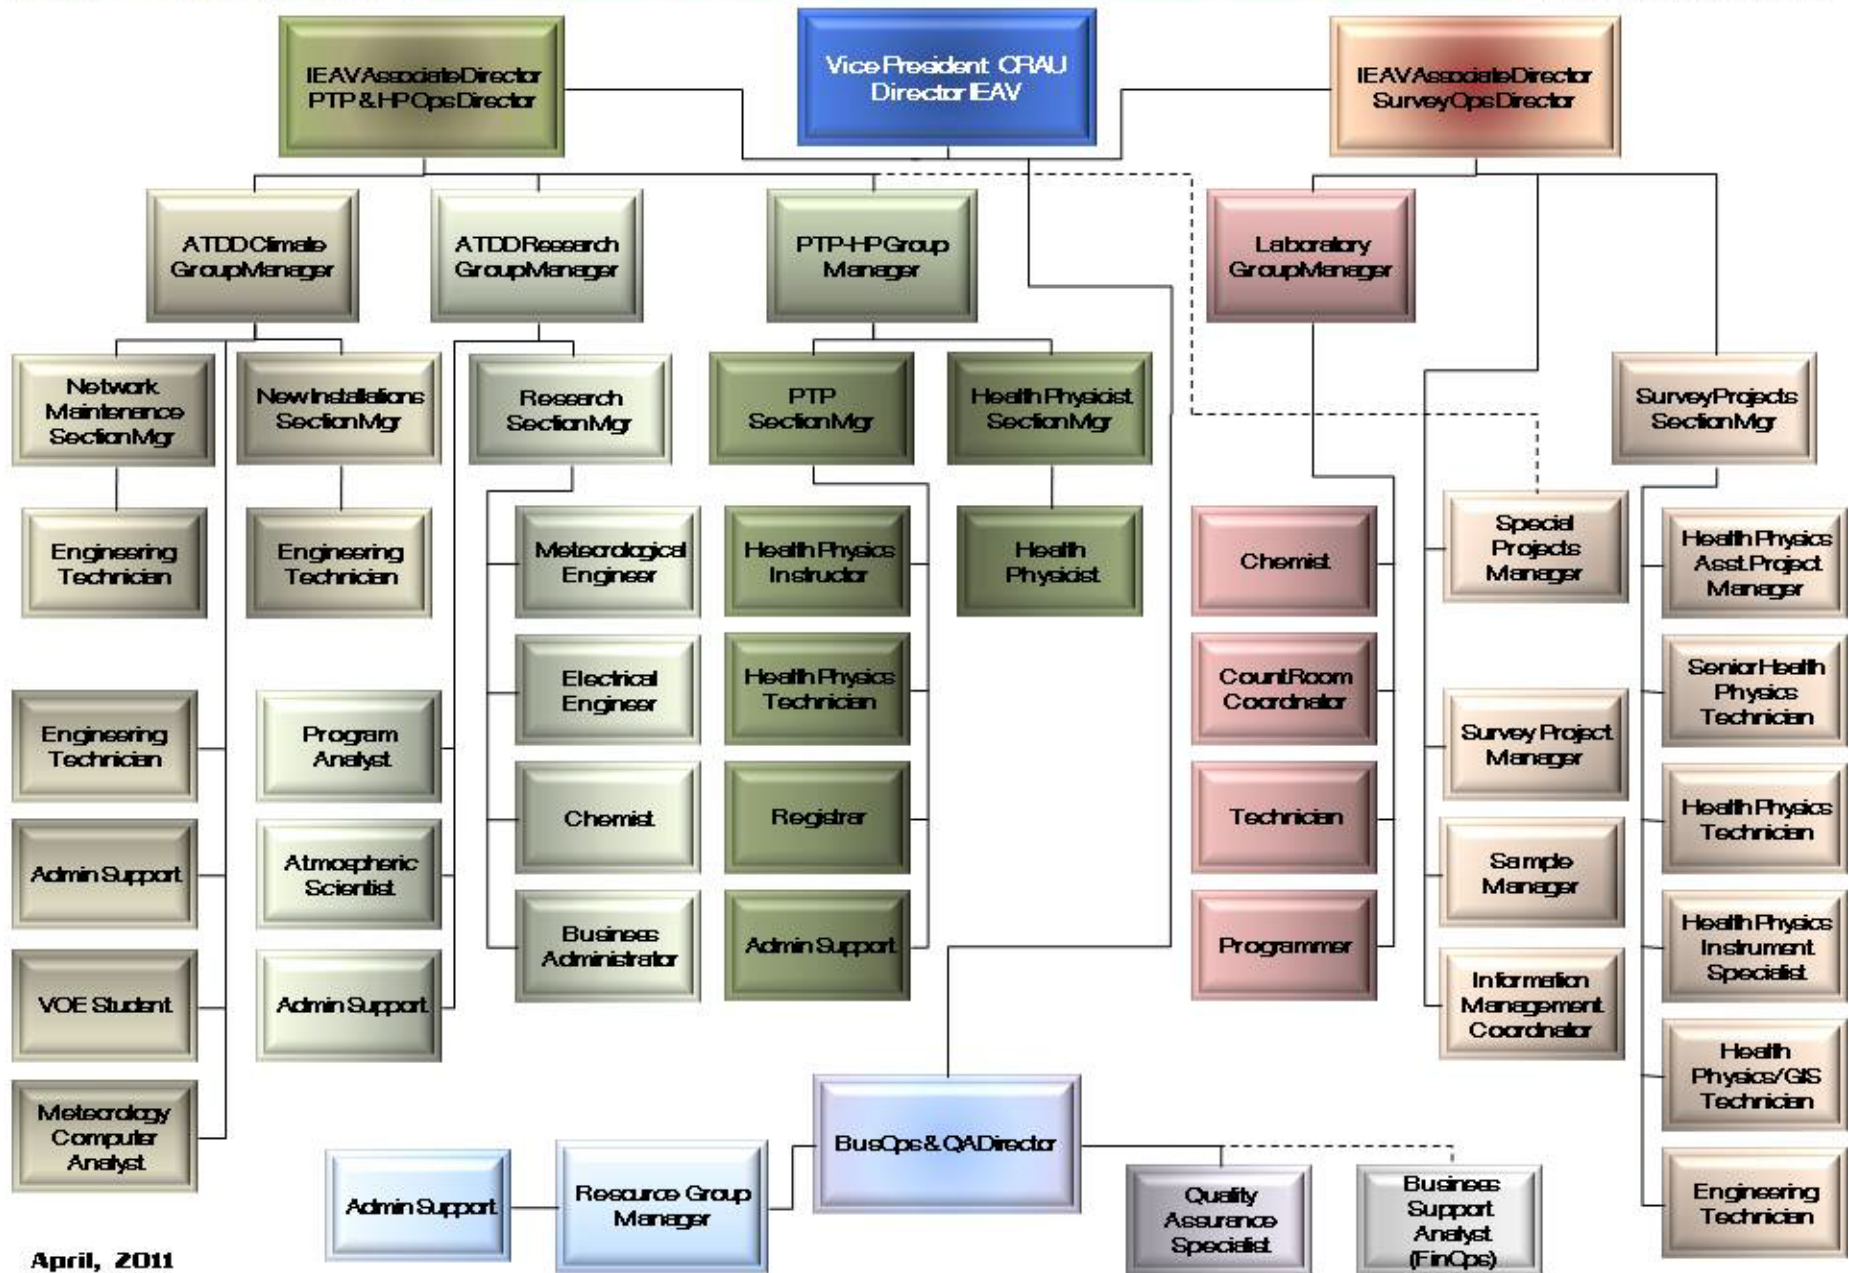 IEAV Associate Director
PTP & HP Ops Director
Vice President CRAU
Director IEAV
IEAV Associate Director
Survey Ops Director
ATDD Climate
Group Manager
ATDD Research
Group Manager
PTP-HP Group
Manager
Laboratory
Group Manager
Network
Maintenance
Section Mgr
New Installations
Section Mgr
Research
Section Mgr
PTP
Section Mgr
Health Physicist
Section Mgr
Survey Projects
Section Mgr
Engineering
Technician
Engineering
Technician
Meteorological
Engineer
Health Physics
Instructor
Health
Physicist
Chemist
Special
Projects
Manager
Health Physics
Asst. Project
Manager
Engineering
Technician
Program
Analyst
Electrical
Engineer
Health Physics
Technician
Count Room
Coordnator
Survey Project
Manager
Senior Health
Physics
Technician
Admin Support
Atmospheric
Scientist
Chemist
Registrar
Technician
Sample
Manager
Health Physics
Technician
VOE Student
Admin Support
Business
Administrator
Admin Support
Programmer
Information
Management
Coordnator
Health Physics
Instrument
Specialist
Meteorology
Computer
Analyst
Health
Physics/GIS
Technician
Admin Support
Resource Group
Manager
Bus Ops & QA Director
Quality
Assurance
Specialist
Business
Support
Analyst
(FinOps)
Engineering
Technician
April, 2011